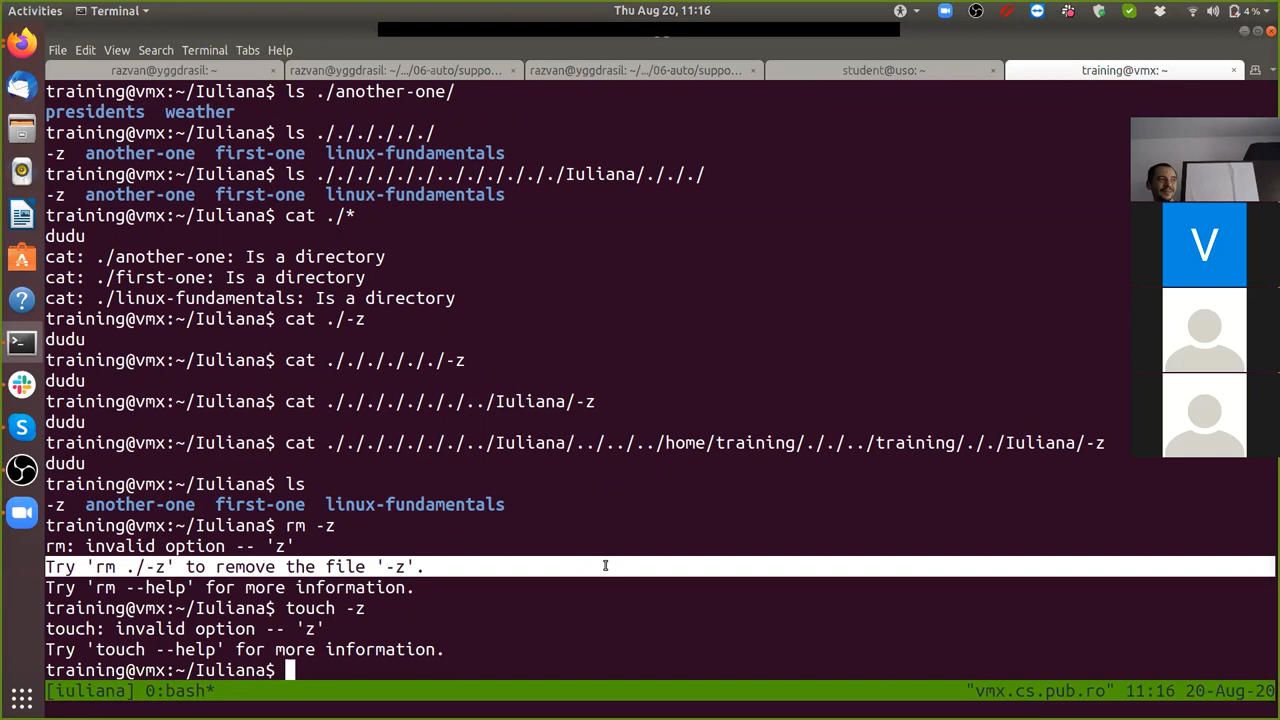 Activities Terminal Thu Aug 20, 11:16 4 %
File Edit View Search Terminal Tabs Help
razvan@yggdrasil: ~ × razvan@yggdrasil: ~/.../06-auto/suppo... × razvan@yggdrasil: ~/.../06-auto/suppo... × student@uso: ~ × training@vmx: ~ ×
training@vmx:~/Iuliana$ ls ./another-one/
presidents weather
training@vmx:~/Iuliana$ ls ././././././
-z another-one first-one linux-fundamentals
training@vmx:~/Iuliana$ ls ././././././../././././././Iuliana/./././
-z another-one first-one linux-fundamentals
training@vmx:~/Iuliana$ cat ./*
dudu
cat: ./another-one: Is a directory
cat: ./first-one: Is a directory
cat: ./linux-fundamentals: Is a directory
training@vmx:~/Iuliana$ cat ./-z
dudu
training@vmx:~/Iuliana$ cat ././././././-z
dudu
training@vmx:~/Iuliana$ cat ./././././././../Iuliana/-z
dudu
training@vmx:~/Iuliana$ cat ./././././././../Iuliana/../../../home/training/././../training/././Iuliana/-z
dudu
training@vmx:~/Iuliana$ ls
-z another-one first-one linux-fundamentals
training@vmx:~/Iuliana$ rm -z
rm: invalid option -- 'z'
Try 'rm ./-z' to remove the file '-z'.
Try 'rm --help' for more information.
training@vmx:~/Iuliana$ touch -z
touch: invalid option -- 'z'
Try 'touch --help' for more information.
training@vmx:~/Iuliana$
[iuliana] 0:bash* "vmx.cs.pub.ro" 11:16 20-Aug-20
V